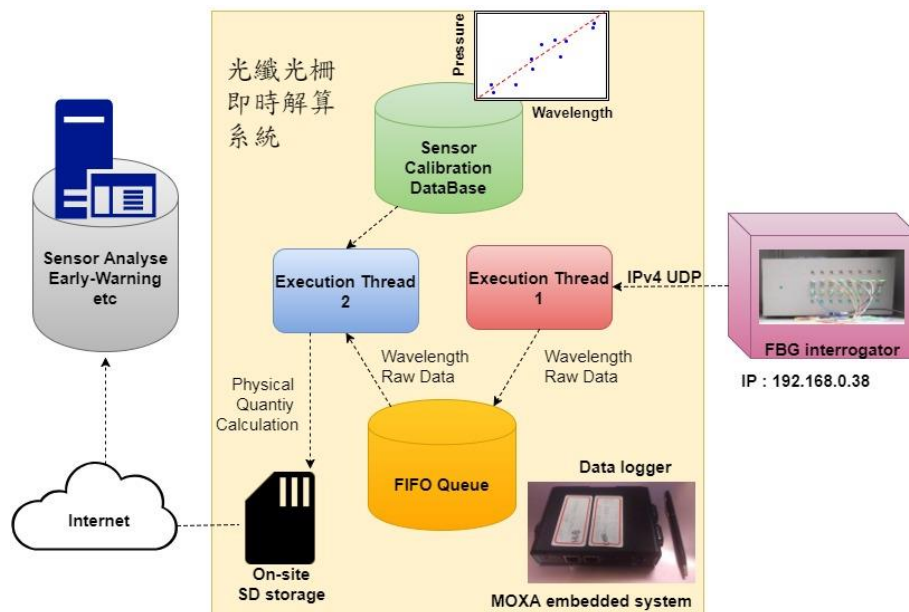 光纖光柵
即時解算
系統
Pressure
Wavelength
Sensor
Calibration
DataBase
Sensor Analyse
Early-Warning
etc
Execution Thread
2
Execution Thread
1
IPv4 UDP
FBG interrogator
IP : 192.168.0.38
Wavelength
Raw Data
Wavelength
Raw Data
Physical
Quantiy
Calculation
FIFO Queue
Internet
On-site
SD storage
Data logger
MOXA embedded system